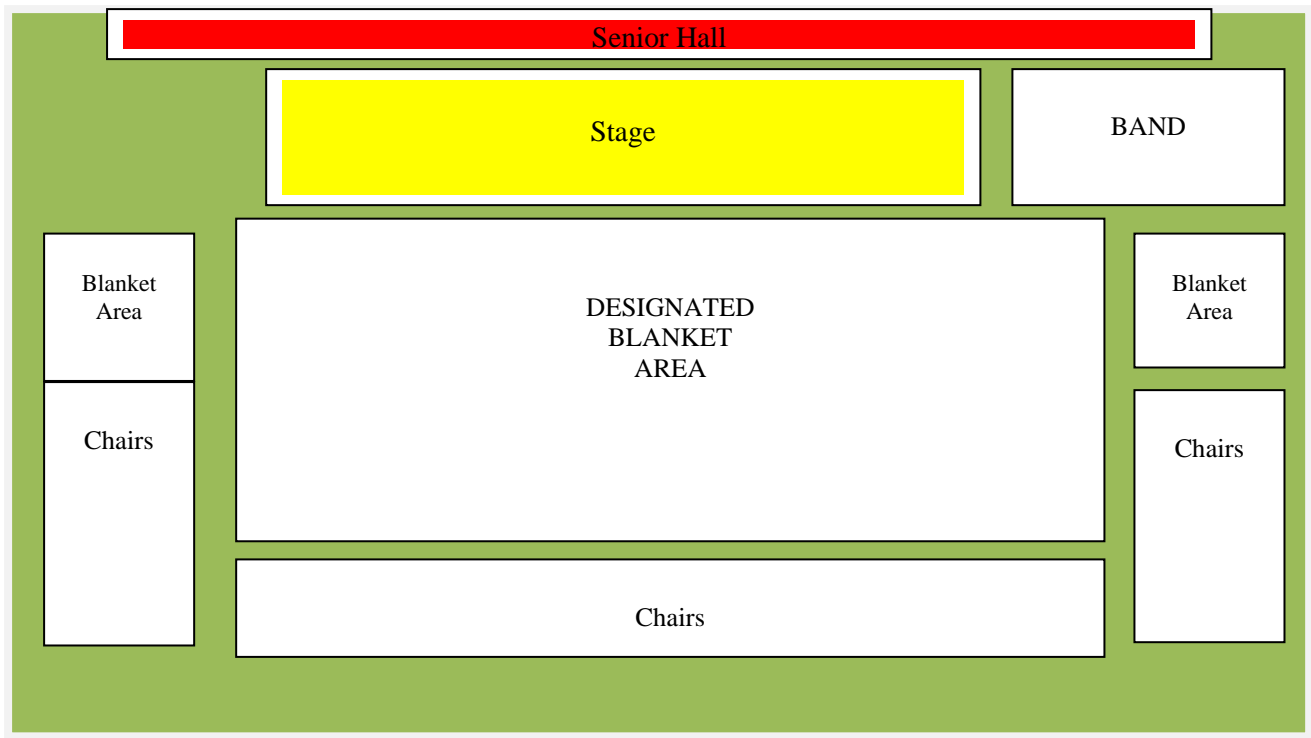 Senior Hall
Stage
BAND
Blanket
Area
DESIGNATED
BLANKET
AREA
Blanket
Area
Chairs
Chairs
Chairs